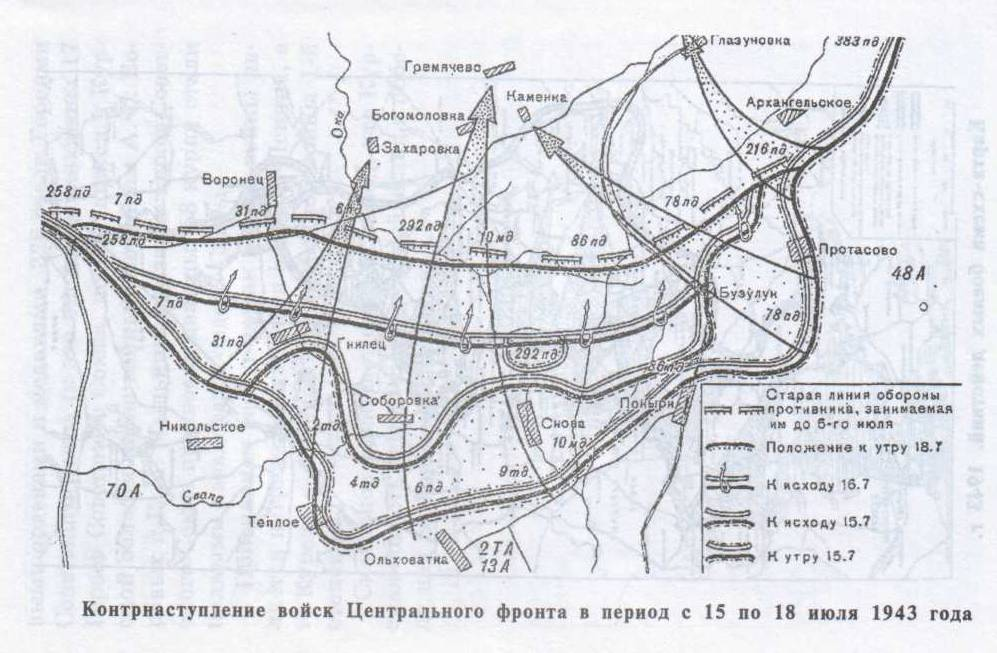 Глазуновка
383 пд
Гремячево
Каменка
Архангельское
Богомоловка
Ока
Захаровка
216 пд
Воронец
258 пд
7 пд
31 пд
6
78 пд
292 пд
10 мд
86 пд
258 пд
Протасово
48 А
7 пд
Бузулук
78 пд
31 пд
Гнилец
292 пд
86 пд
Соборовка
Поныри
Снова
10 мд
Никольское
2 тд
9 тд
4 тд
6 пд
70 А
Свапа
Теплое
Ольховатка
2 ТА
13 А
Старая линия обороны
противника, занимаемая
им до 5-го июля
Положение к утру 18.7
К исходу 16.7
К исходу 15.7
К утру 15.7
Контрнаступление войск Центрального фронта в период с 15 по 18 июля 1943 года